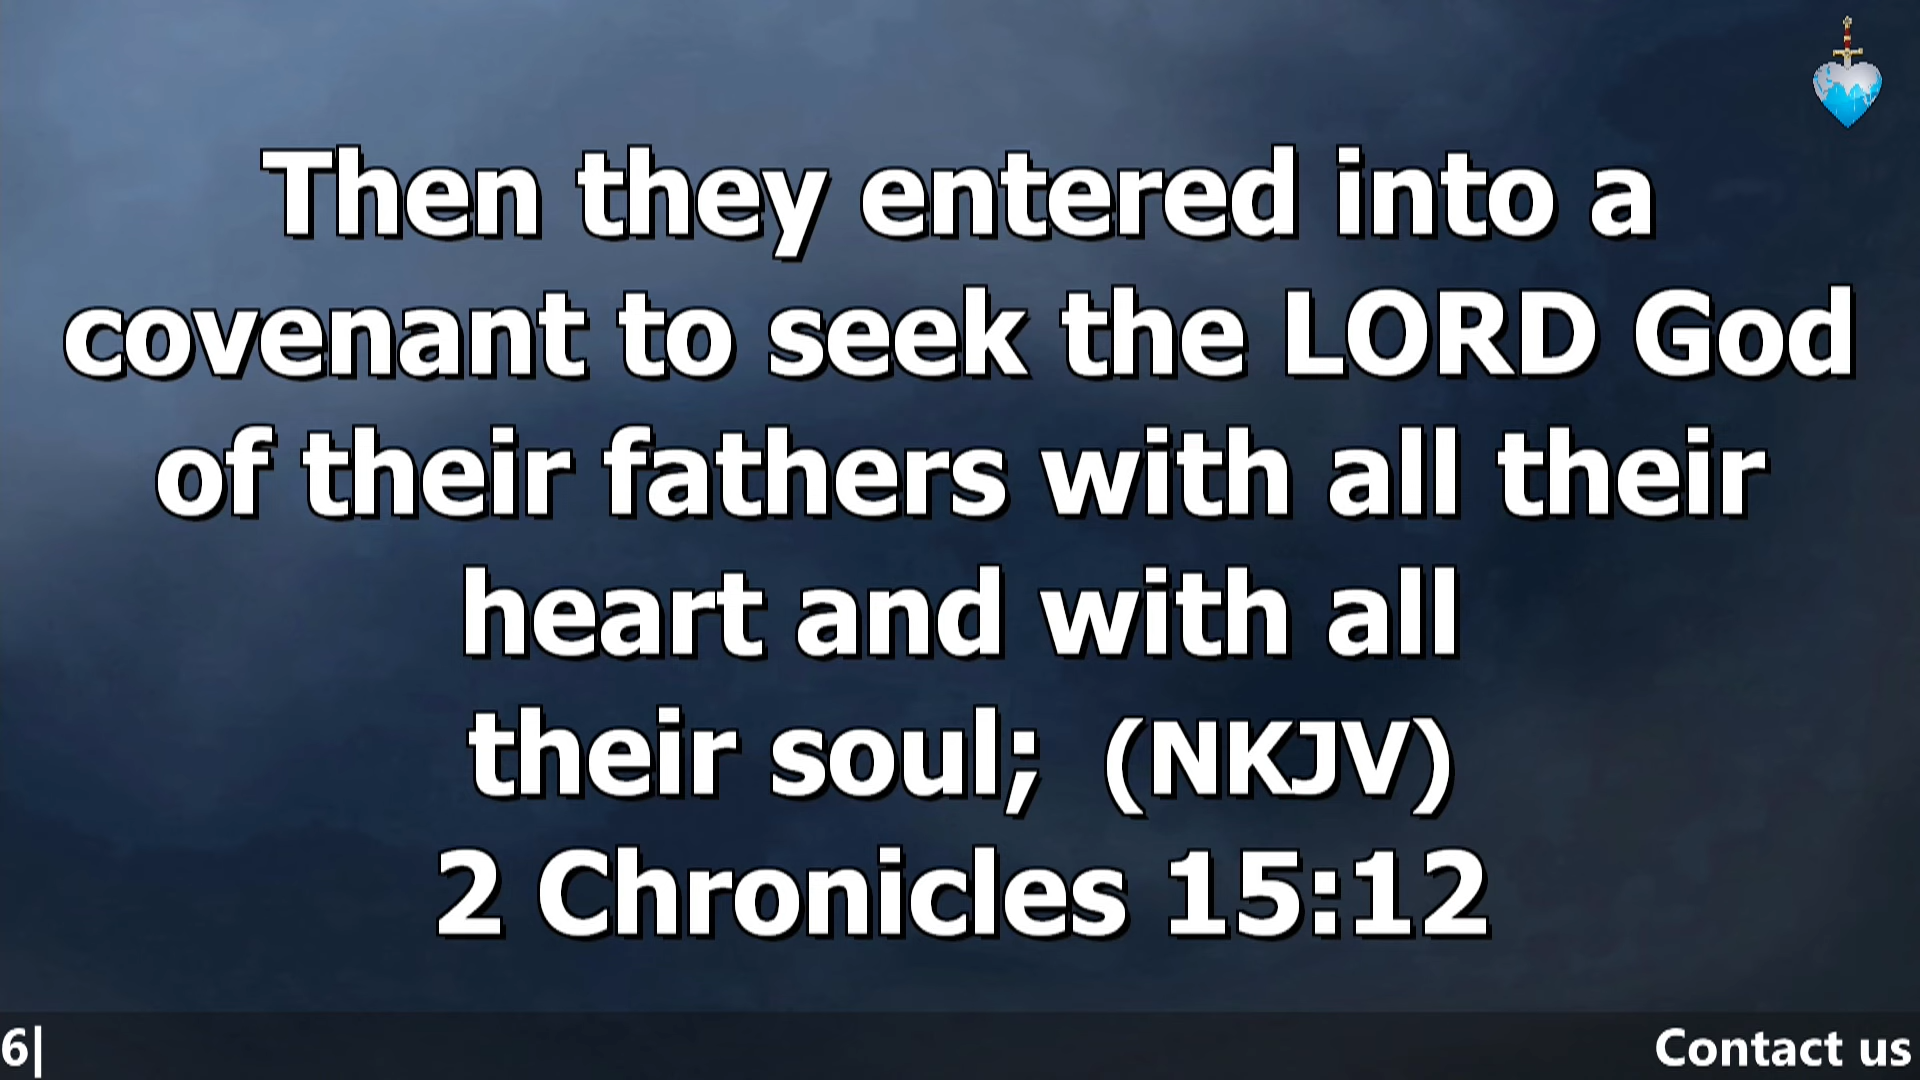 Then they entered into a
covenant to seek the LORD God
of their fathers with all their
heart and with all
their soul; (NKJV)
2 Chronicles 15:12
6|
Contact us